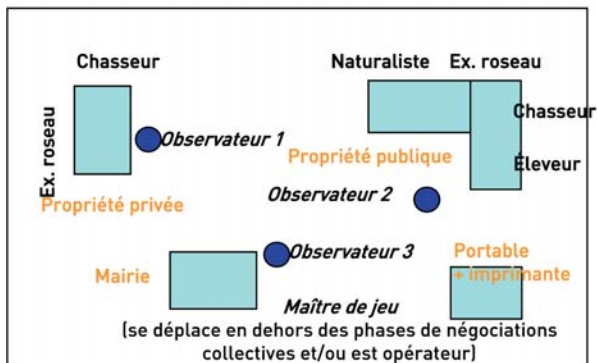 Chasseur
Naturaliste Ex. roseau
Ex. roseau
Observateur 1
Chasseur
Propriété publique
Éleveur
Propriété privée
Observateur 2
Observateur 3
Portable
+ imprimante
Mairie
Maître de jeu
(se déplace en dehors des phases de négociations
collectives et/ou est opérateur)